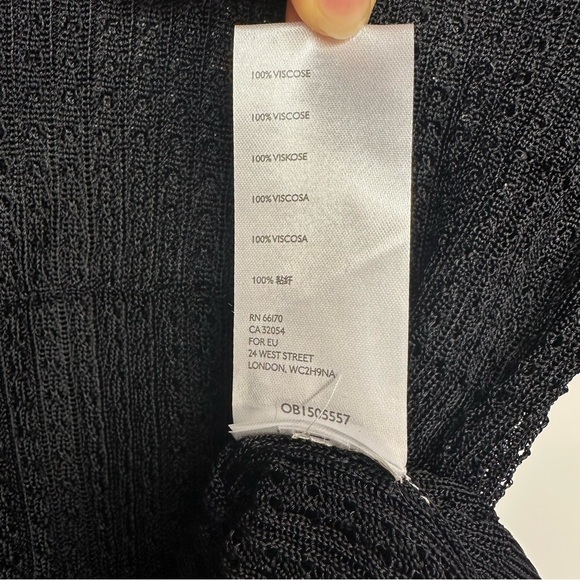 100% VISCOSE
100% VISCOSE
100% VISKOSE
100% VISCOSA
100% VISCOSA
100% 粘纤
RN 66170
CA 32054
FOR EU
24 WEST STREET
LONDON, WC2H9NA
OB1506557